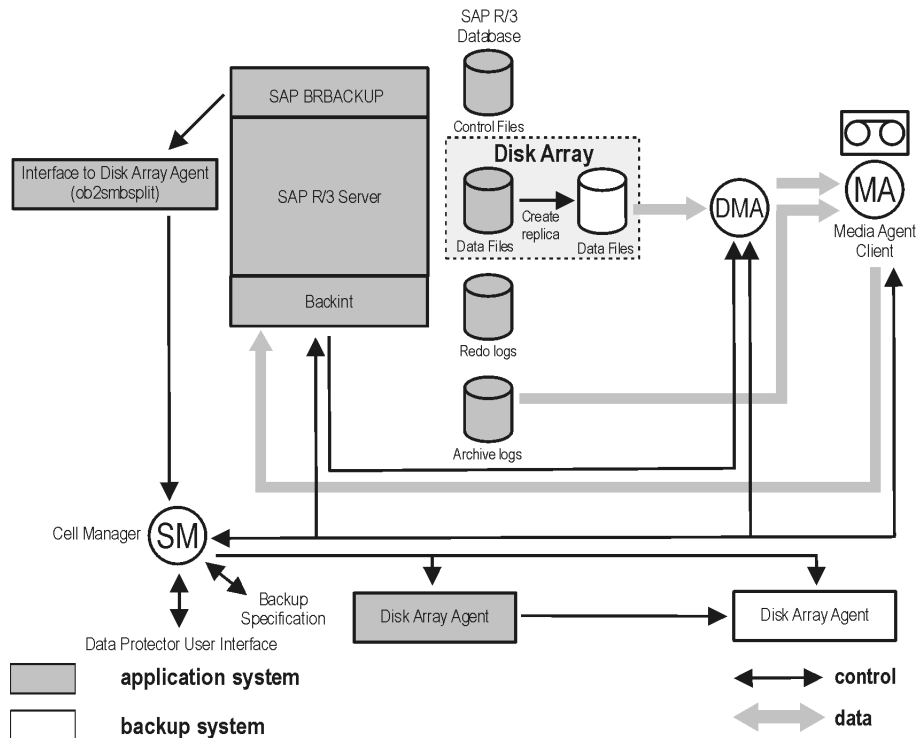 SAP R/3
Database
SAP BRBACKUP
Control Files
Interface to Disk Array Agent
(ob2smbsplit)
SAP R/3 Server
Disk Array
Create
replica
Data Files
Data Files
DMA
MA
Media Agent
Client
Backint
Redo logs
Archive logs
Cell Manager
SM
Backup
Specification
Data Protector User Interface
Disk Array Agent
Disk Array Agent
application system
control
backup system
data